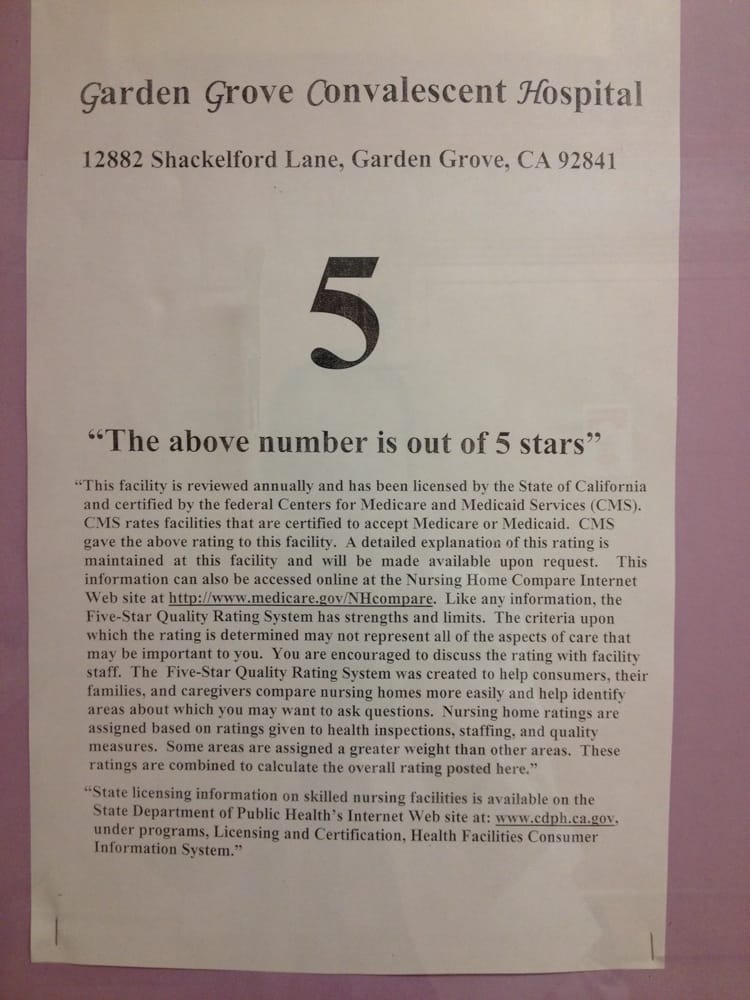 Garden Grove Convalescent Hospital
12882 Shackelford Lane, Garden Grove, CA 92841
5
“The above number is out of 5 stars”
“This facility is reviewed annually and has been licensed by the State of California
and certified by the federal Centers for Medicare and Medicaid Services (CMS).
CMS rates facilities that are certified to accept Medicare or Medicaid. CMS
gave the above rating to this facility. A detailed explanation of this rating is
maintained at this facility and will be made available upon request. This
information can also be accessed online at the Nursing Home Compare Internet
Web site at http://www.medicare.gov/NHcompare. Like any information, the
Five-Star Quality Rating System has strengths and limits. The criteria upon
which the rating is determined may not represent all of the aspects of care that
may be important to you. You are encouraged to discuss the rating with facility
staff. The Five-Star Quality Rating System was created to help consumers, their
families, and caregivers compare nursing homes more easily and help identify
areas about which you may want to ask questions. Nursing home ratings are
assigned based on ratings given to health inspections, staffing, and quality
measures. Some areas are assigned a greater weight than other areas. These
ratings are combined to calculate the overall rating posted here.”
“State licensing information on skilled nursing facilities is available on the
State Department of Public Health’s Internet Web site at: www.cdph.ca.gov,
under programs, Licensing and Certification, Health Facilities Consumer
Information System.”